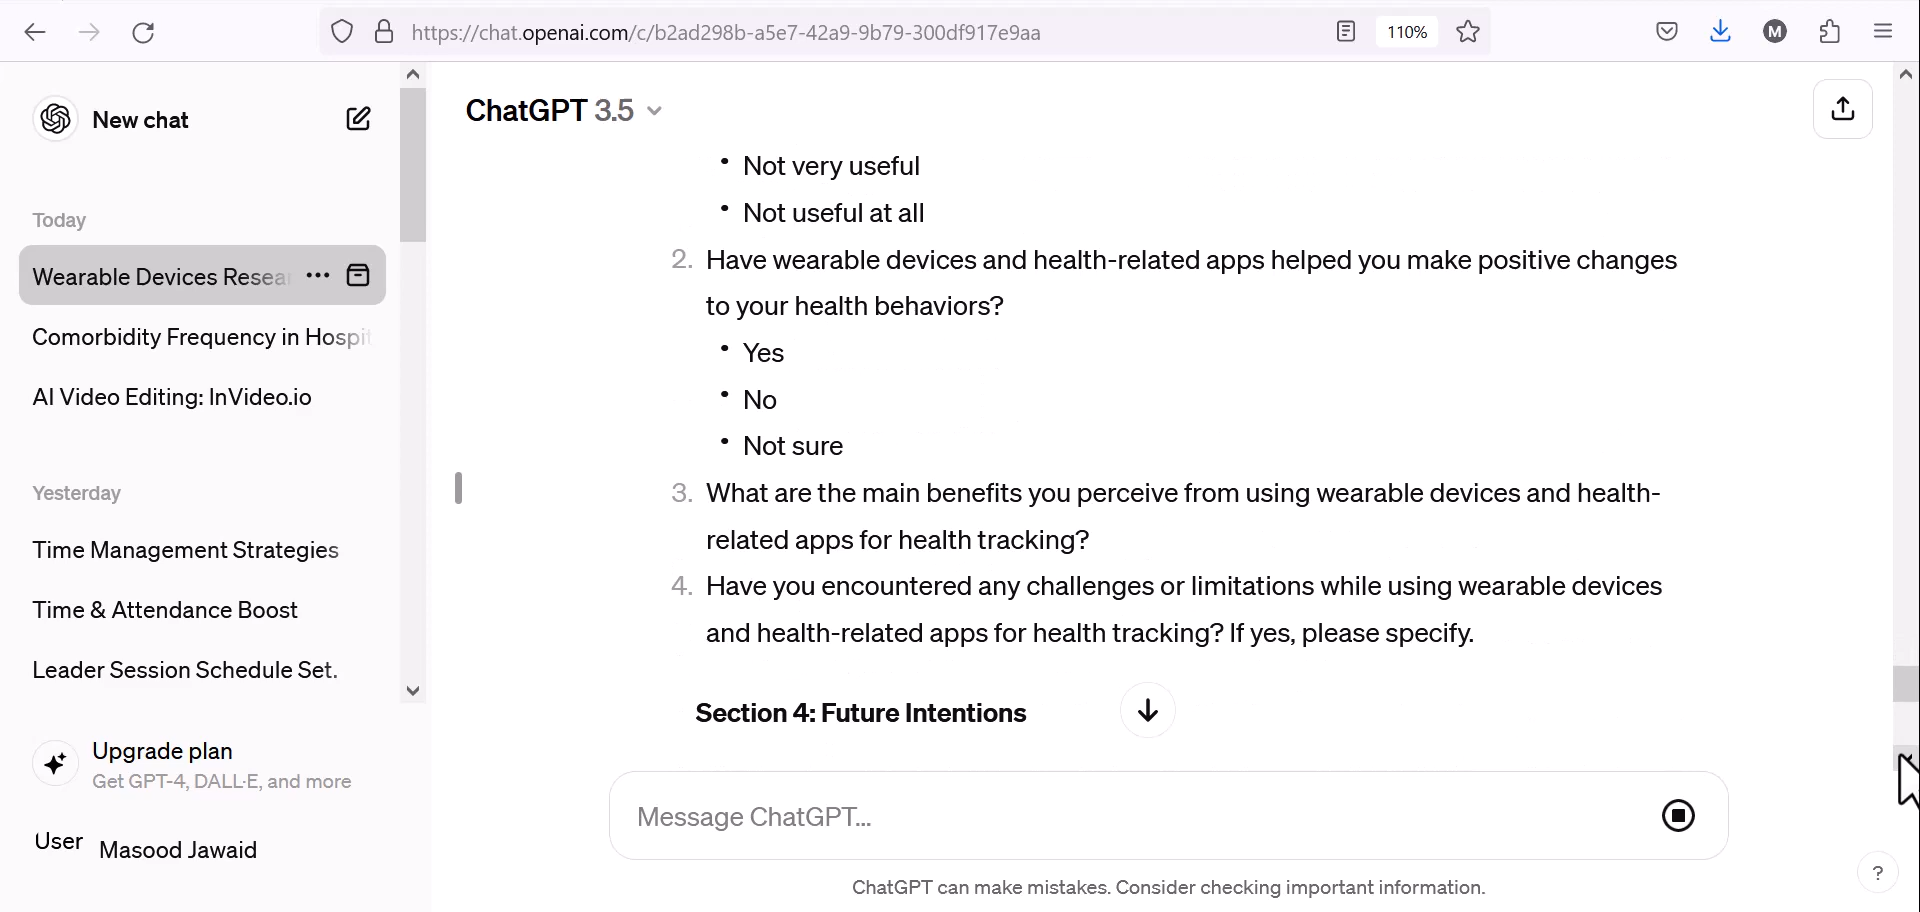 https://chat.openai.com/c/b2ad298b-a5e7-42a9-9b79-300df917e9aa
110%
M
New chat
Today
Wearable Devices Resear
Comorbidity Frequency in Hospit
AI Video Editing: InVideo.io
Yesterday
Time Management Strategies
Time & Attendance Boost
Leader Session Schedule Set.
Upgrade plan
Get GPT-4, DALL·E, and more
User
Masood Jawaid
ChatGPT 3.5
• Not very useful
• Not useful at all
2. Have wearable devices and health-related apps helped you make positive changes
to your health behaviors?
• Yes
• No
• Not sure
3. What are the main benefits you perceive from using wearable devices and health-
related apps for health tracking?
4. Have you encountered any challenges or limitations while using wearable devices
and health-related apps for health tracking? If yes, please specify.
Section 4: Future Intentions
Message ChatGPT...
ChatGPT can make mistakes. Consider checking important information.
?